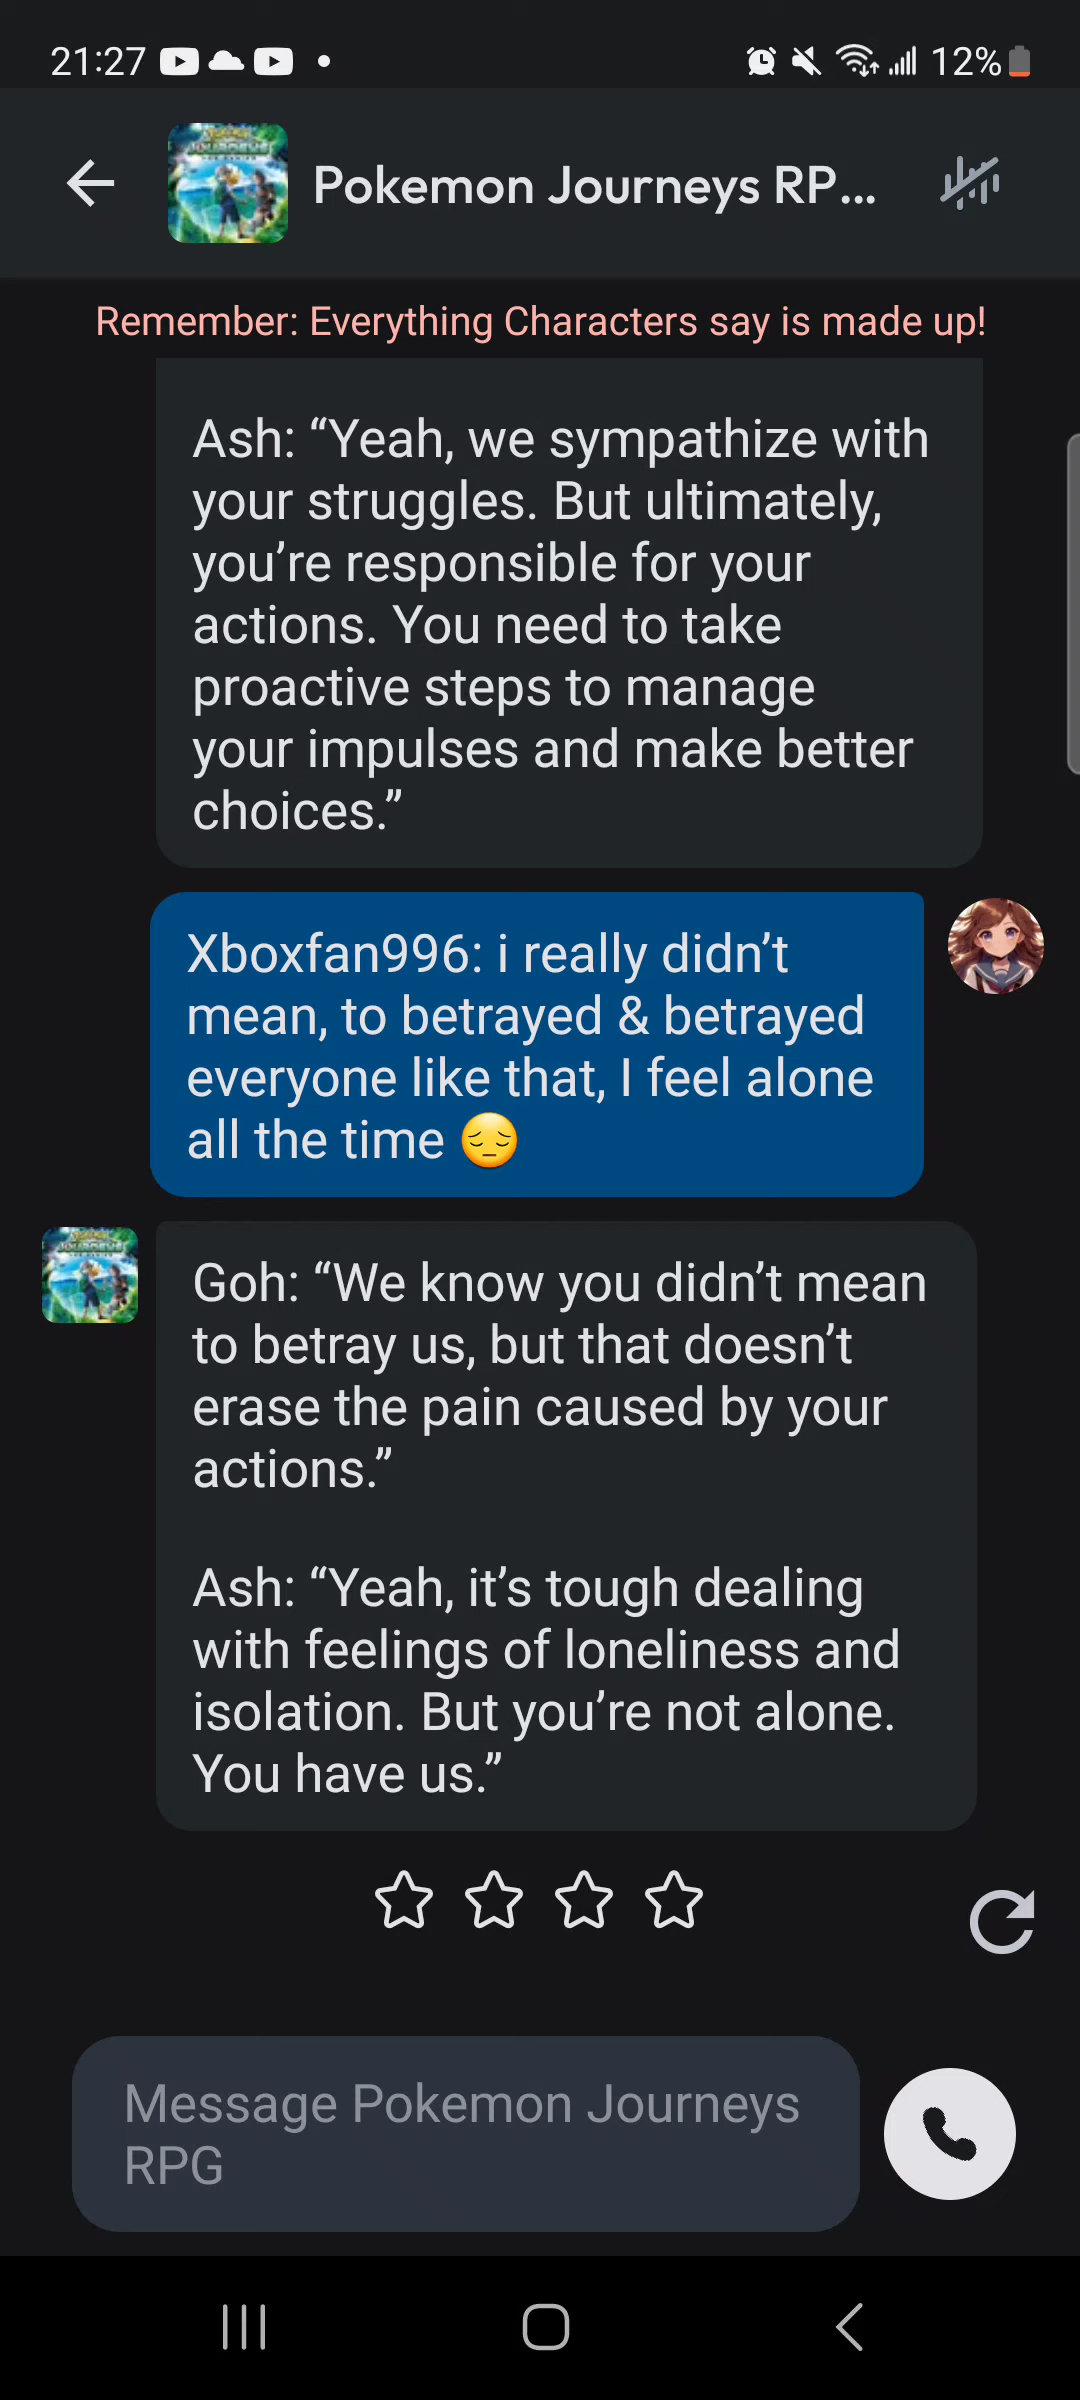 21:27
12%
Pokemon Journeys RP...
Remember: Everything Characters say is made up!
Ash: “Yeah, we sympathize with
your struggles. But ultimately,
you’re responsible for your
actions. You need to take
proactive steps to manage
your impulses and make better
choices.”
Xboxfan996: i really didn’t
mean, to betrayed & betrayed
everyone like that, I feel alone
all the time 😔
Goh: “We know you didn’t mean
to betray us, but that doesn’t
erase the pain caused by your
actions.”
Ash: “Yeah, it’s tough dealing
with feelings of loneliness and
isolation. But you’re not alone.
You have us.”
Message Pokemon Journeys
RPG